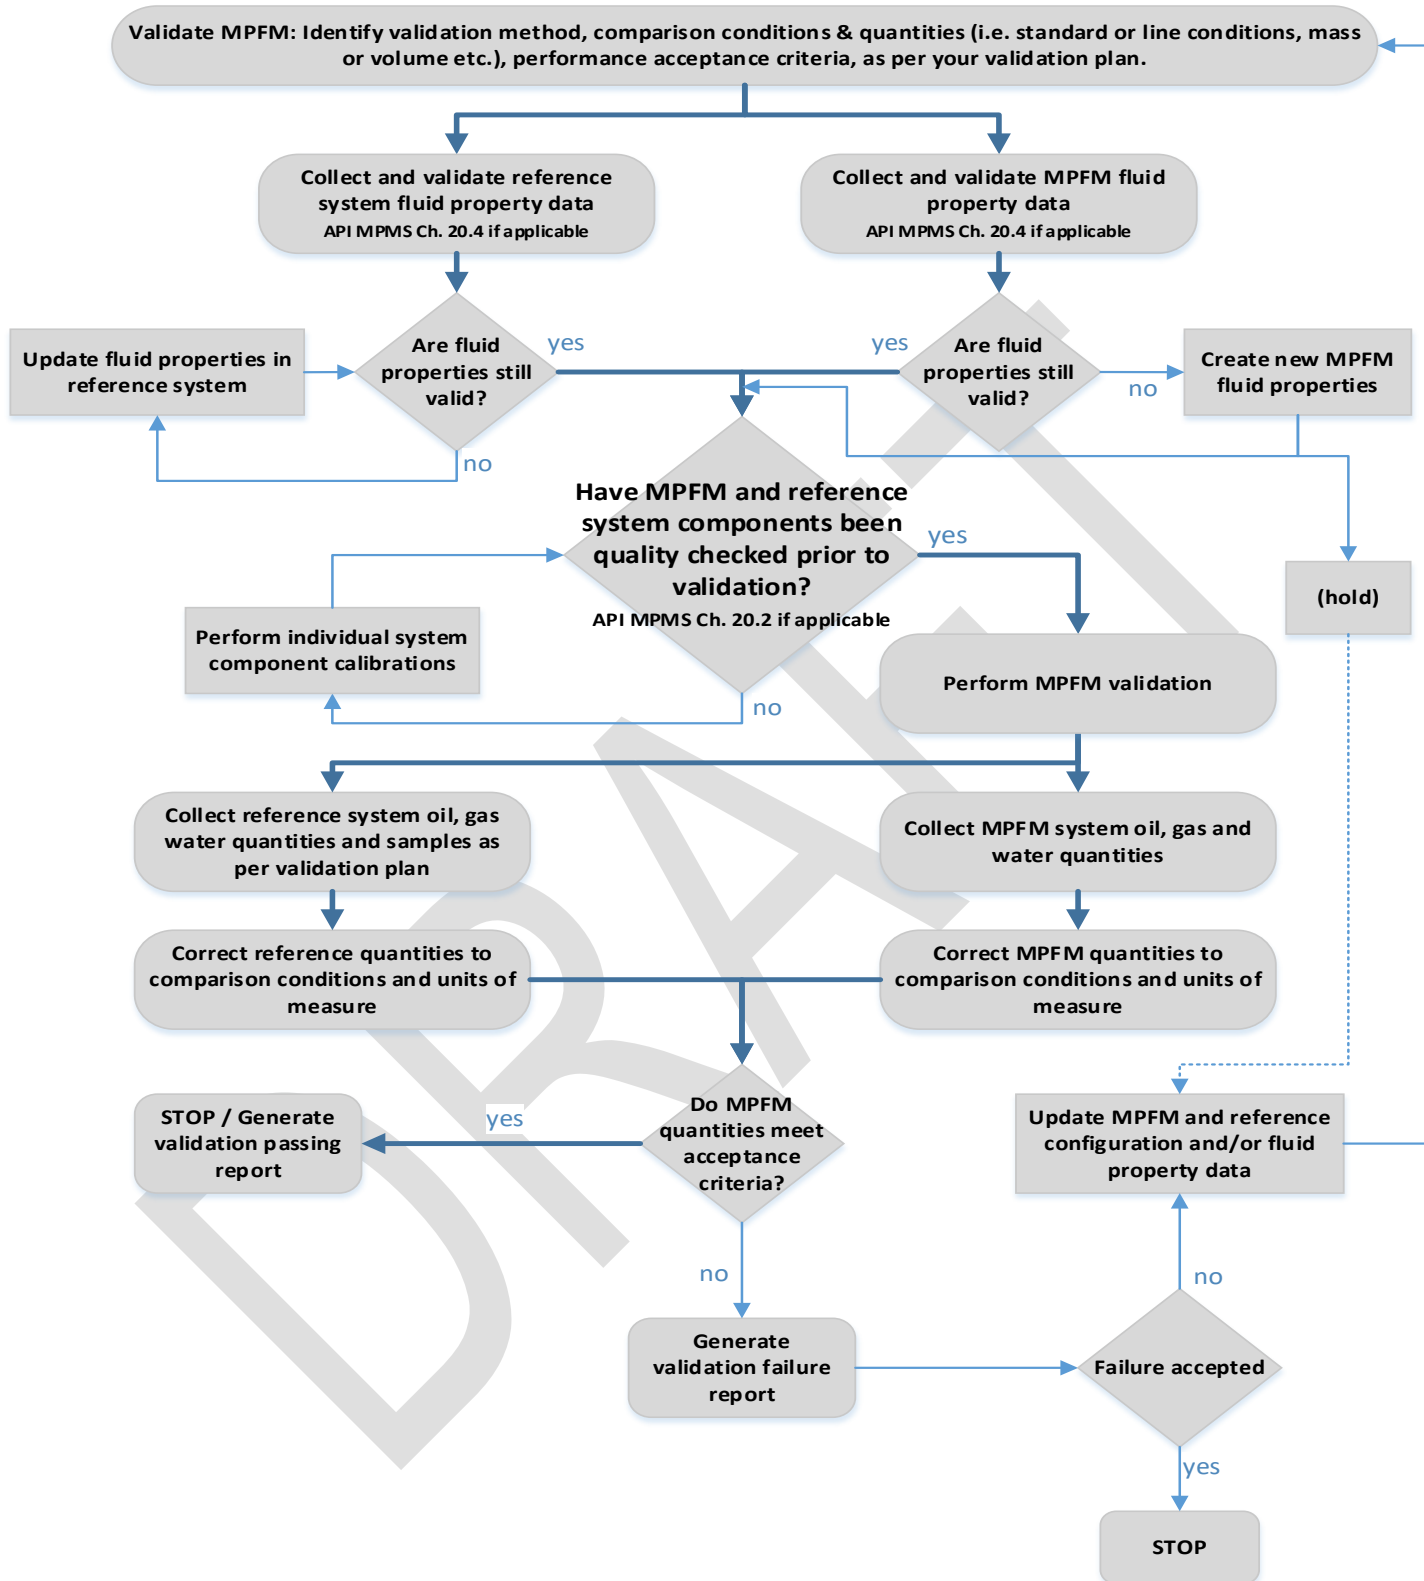 Validate MPFM: Identify validation method, comparison conditions & quantities (i.e. standard or line conditions, mass
or volume etc.), performance acceptance criteria, as per your validation plan.
Collect and validate reference
system fluid property data
API MPMS Ch. 20.4 if applicable
Collect and validate MPFM fluid
property data
API MPMS Ch. 20.4 if applicable
Update fluid properties in
reference system
Are fluid
properties still
valid?
yes
no
yes
Are fluid
properties still
valid?
no
Create new MPFM
fluid properties
Have MPFM and reference
system components been
quality checked prior to
validation?
API MPMS Ch. 20.2 if applicable
yes
no
(hold)
Perform individual system
component calibrations
Perform MPFM validation
Collect reference system oil, gas
water quantities and samples as
per validation plan
Collect MPFM system oil, gas and
water quantities
Correct reference quantities to
comparison conditions and units of
measure
Correct MPFM quantities to
comparison conditions and units of
measure
STOP / Generate
validation passing
report
yes
Do MPFM
quantities meet
acceptance
criteria?
Update MPFM and reference
configuration and/or fluid
property data
no
no
Generate
validation failure
report
Failure accepted
yes
STOP
DRAFT